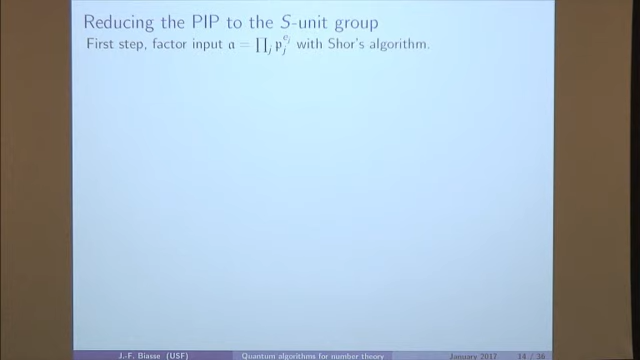 Reducing the PIP to the S-unit group
First step, factor input 𝔞 = ∏ⱼ 𝔭ⱼ^{eⱼ} with Shor's algorithm.
J.-F. Biasse (USF) Quantum algorithms for number theory January 2017 14 / 36